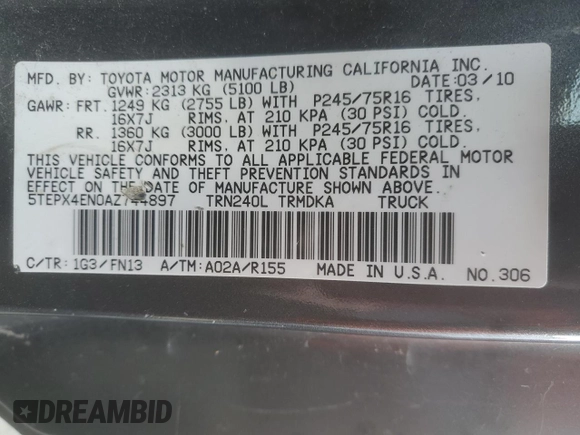 MFD. BY: TOYOTA MOTOR MANUFACTURING CALIFORNIA INC.
GVWR: 2313 KG (5100 LB) DATE: 03/10
GAWR: FRT. 1249 KG (2755 LB) WITH P245/75R16 TIRES,
16X7J RIMS, AT 210 KPA (30 PSI) COLD.
RR. 1360 KG (3000 LB) WITH P245/75R16 TIRES,
16X7J RIMS, AT 210 KPA (30 PSI) COLD.
THIS VEHICLE CONFORMS TO ALL APPLICABLE FEDERAL MOTOR
VEHICLE SAFETY AND THEFT PREVENTION STANDARDS IN
EFFECT ON THE DATE OF MANUFACTURE SHOWN ABOVE.
TRN240L TRMDKA TRUCK
C/TR: 1G3/FN13 A/TM: A02A/R155 MADE IN U.S.A. NO.306
DREAMBID